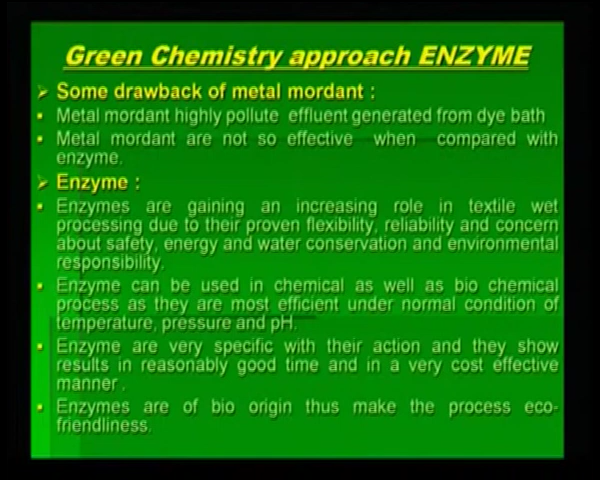 Green Chemistry approach ENZYME
Some drawback of metal mordant :
Metal mordant highly pollute effluent generated from dye bath
Metal mordant are not so effective when compared with
enzyme.
Enzyme :
Enzymes are gaining an increasing role in textile wet
processing due to their proven flexibility, reliability and concern
about safety, energy and water conservation and environmental
responsibility.
Enzyme can be used in chemical as well as bio chemical
process as they are most efficient under normal condition of
temperature, pressure and pH.
Enzyme are very specific with their action and they show
results in reasonably good time and in a very cost effective
manner .
Enzymes are of bio origin thus make the process eco-
friendliness.